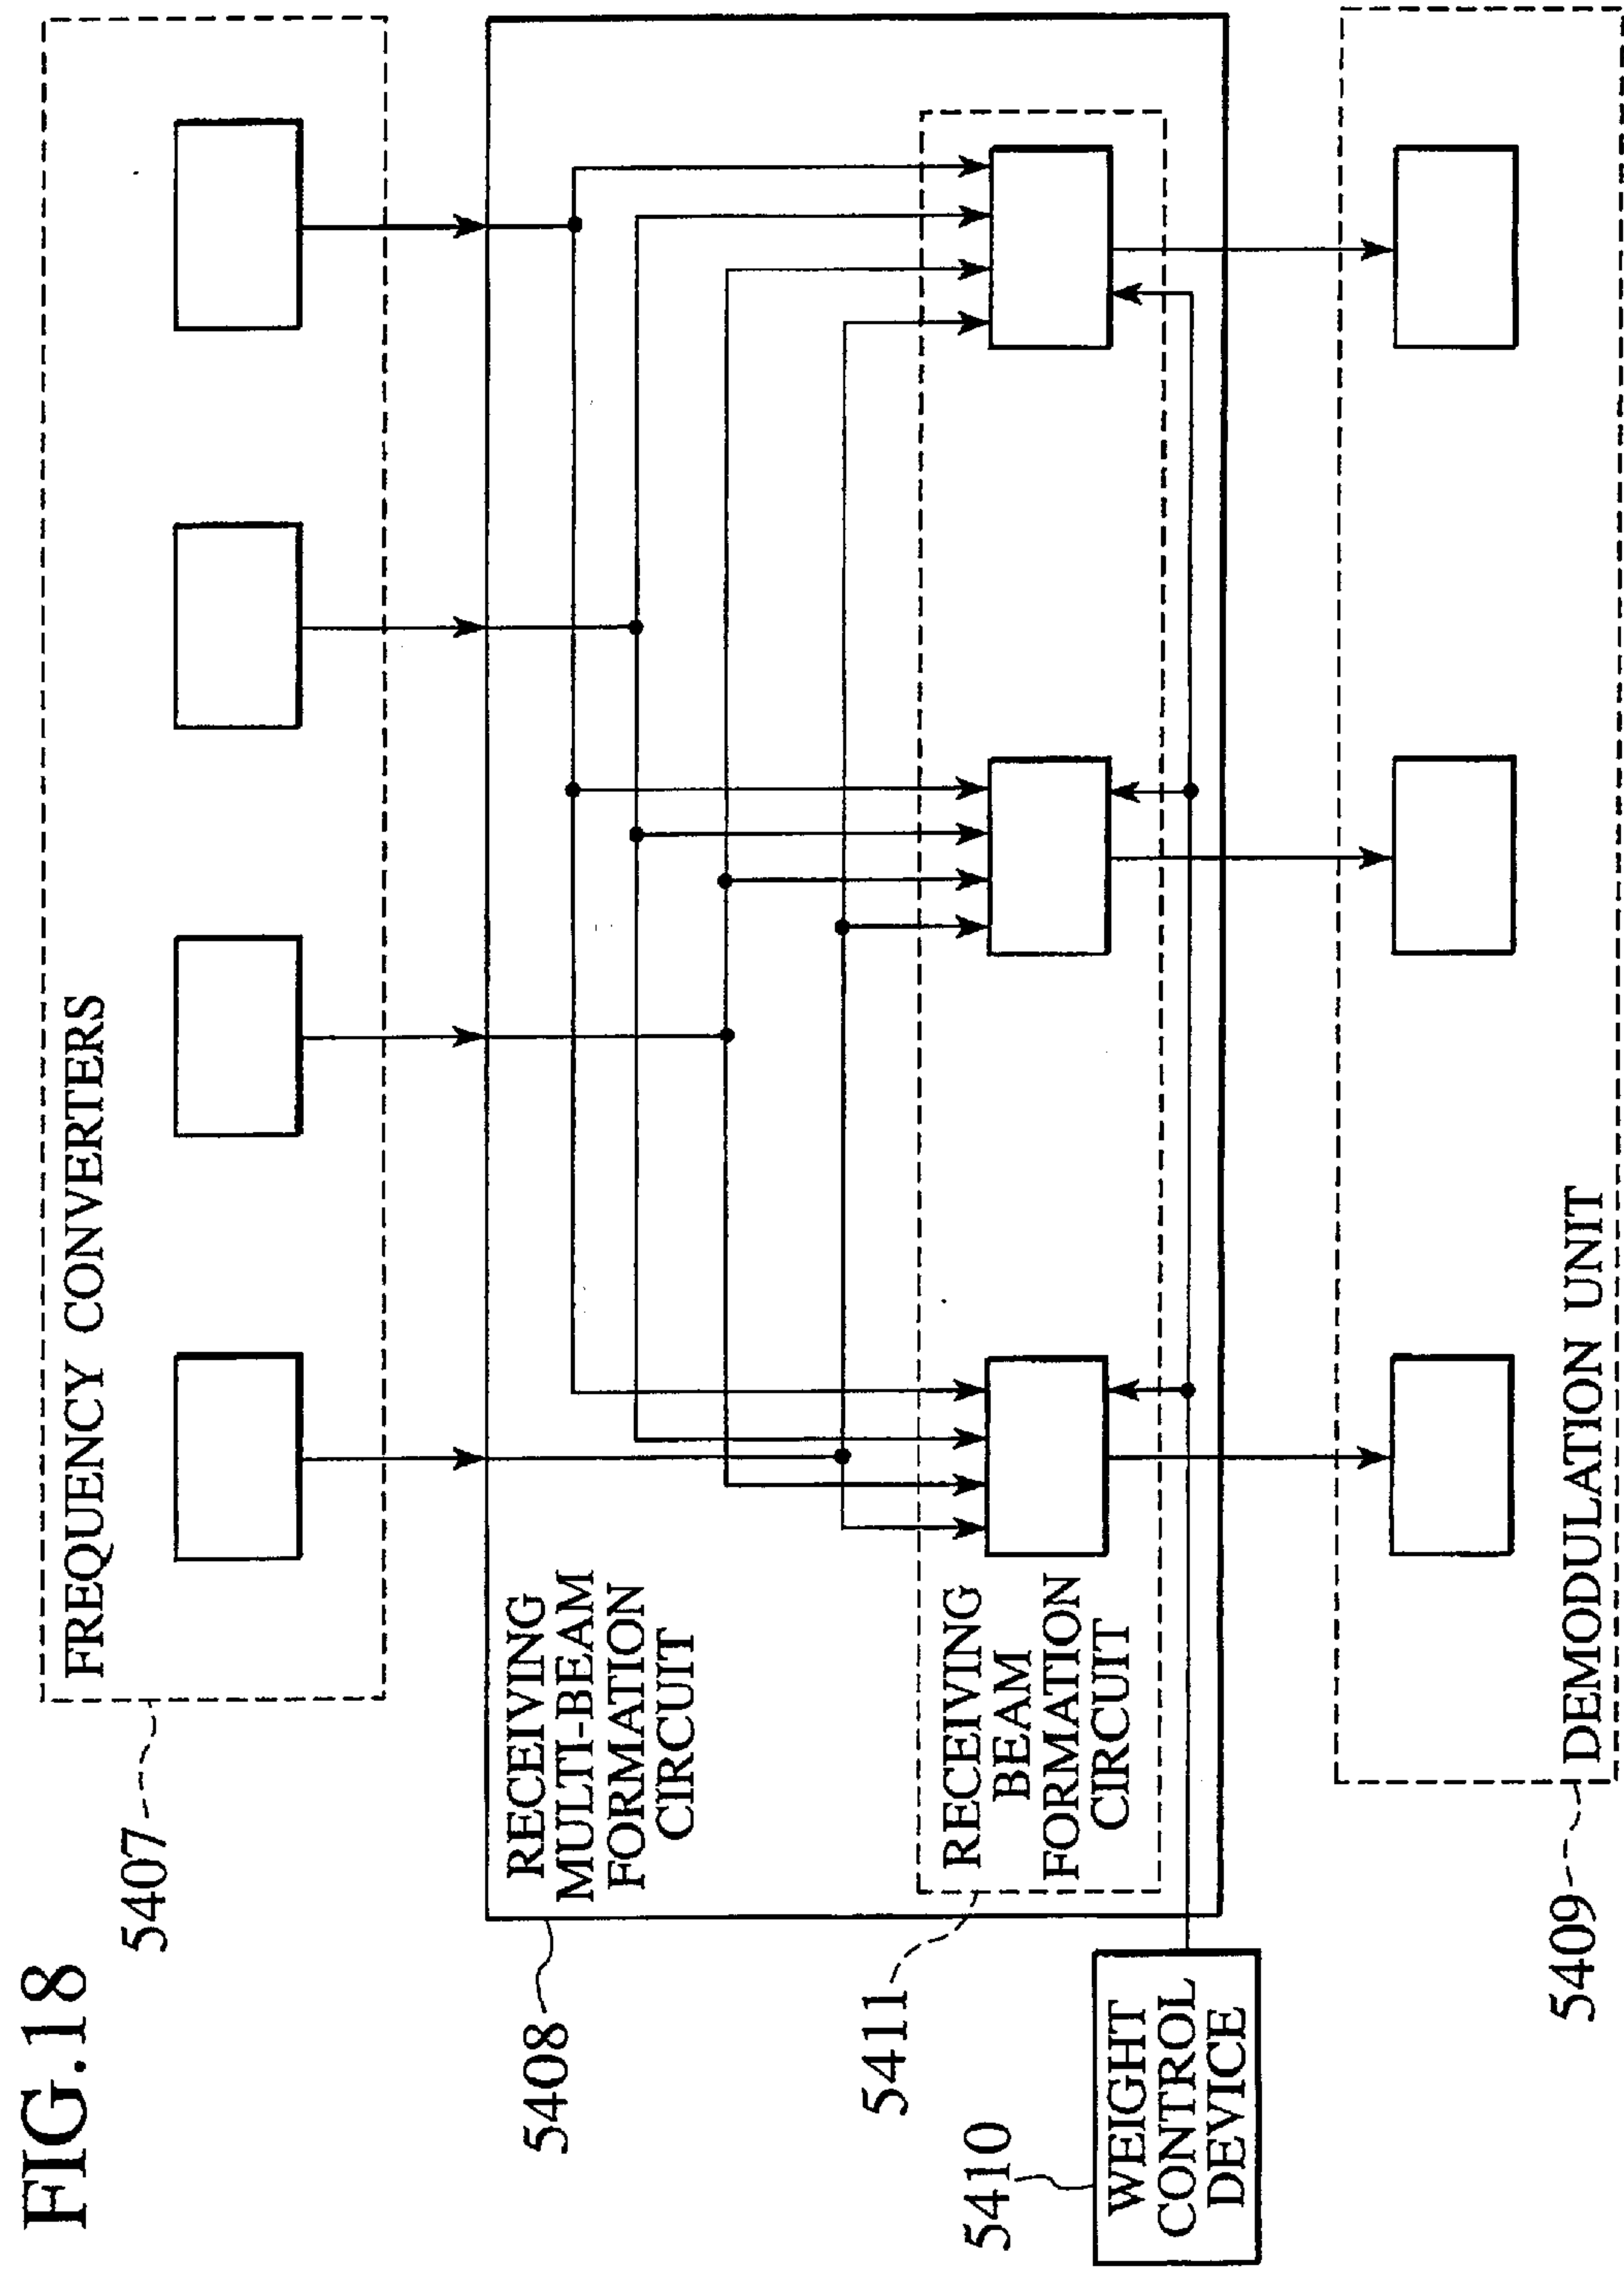 FIG.18
5407
FREQUENCY CONVERTERS
5408
RECEIVING
MULTI-BEAM
FORMATION
CIRCUIT
5411
RECEIVING
BEAM
FORMATION
CIRCUIT
5410
WEIGHT
CONTROL
DEVICE
5409
DEMODULATION UNIT